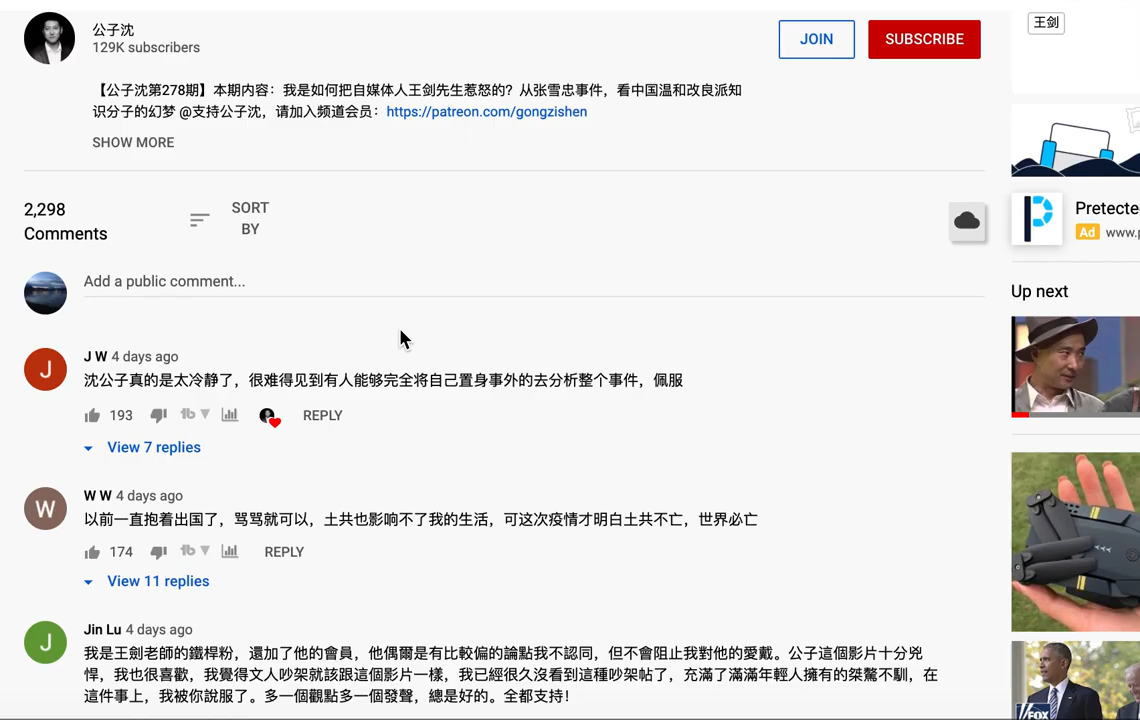 公子沈
129K subscribers
JOIN
SUBSCRIBE
王剑
【公子沈第278期】本期内容：我是如何把自媒体人王剑先生惹怒的？从张雪忠事件，看中国温和改良派知
识分子的幻梦 @支持公子沈，请加入频道会员：https://patreon.com/gongzishen
SHOW MORE
2,298
Comments
SORT
BY
Add a public comment...
J
J W 4 days ago
沈公子真的是太冷静了，很难得见到有人能够完全将自己置身事外的去分析整个事件，佩服
193
REPLY
View 7 replies
W
W W 4 days ago
以前一直抱着出国了，骂骂就可以，土共也影响不了我的生活，可这次疫情才明白土共不亡，世界必亡
174
REPLY
View 11 replies
J
Jin Lu 4 days ago
我是王劍老師的鐵桿粉，還加了他的會員，他偶爾是有比較偏的論點我不認同，但不會阻止我對他的愛戴。公子這個影片十分兇
悍，我也很喜歡，我覺得文人吵架就該跟這個影片一樣，我已經很久沒看到這種吵架帖了，充滿了滿滿年輕人擁有的桀驁不馴，在
這件事上，我被你說服了。多一個觀點多一個發聲，總是好的。全都支持！
Pretecte
Ad www.p
Up next
FOX